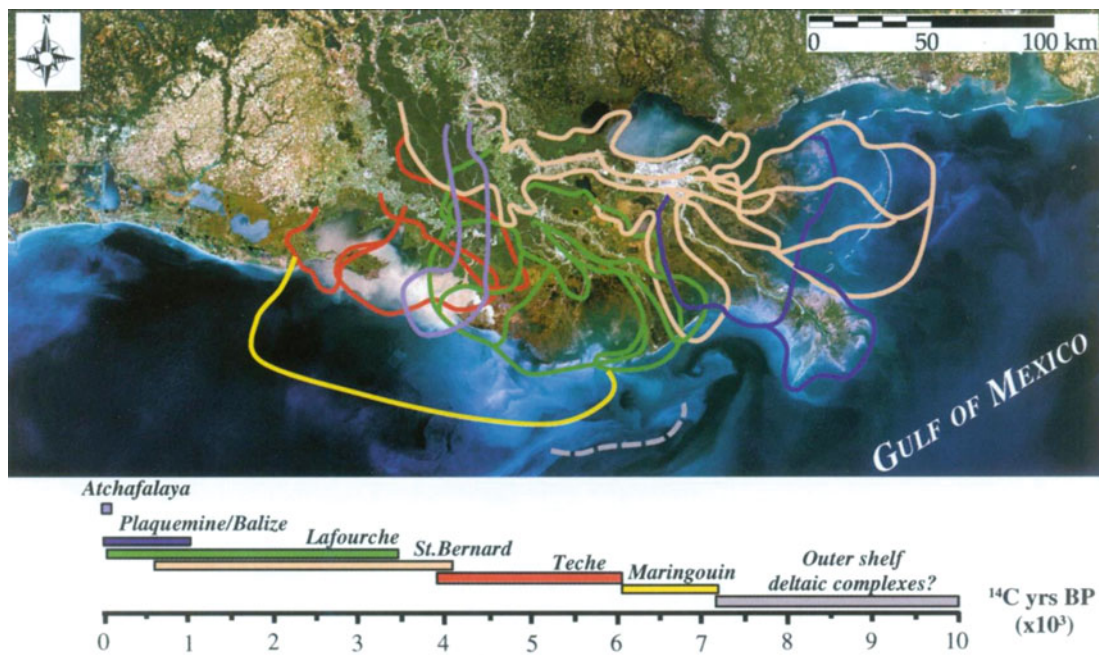 N
0 50 100 km
GULF OF MEXICO
Atchafalaya
Plaquemine/Balize
Lafourche
St.Bernard
Teche
Maringouin
Outer shelf
deltaic complexes?
¹⁴C yrs BP
(x10³)
0 1 2 3 4 5 6 7 8 9 10